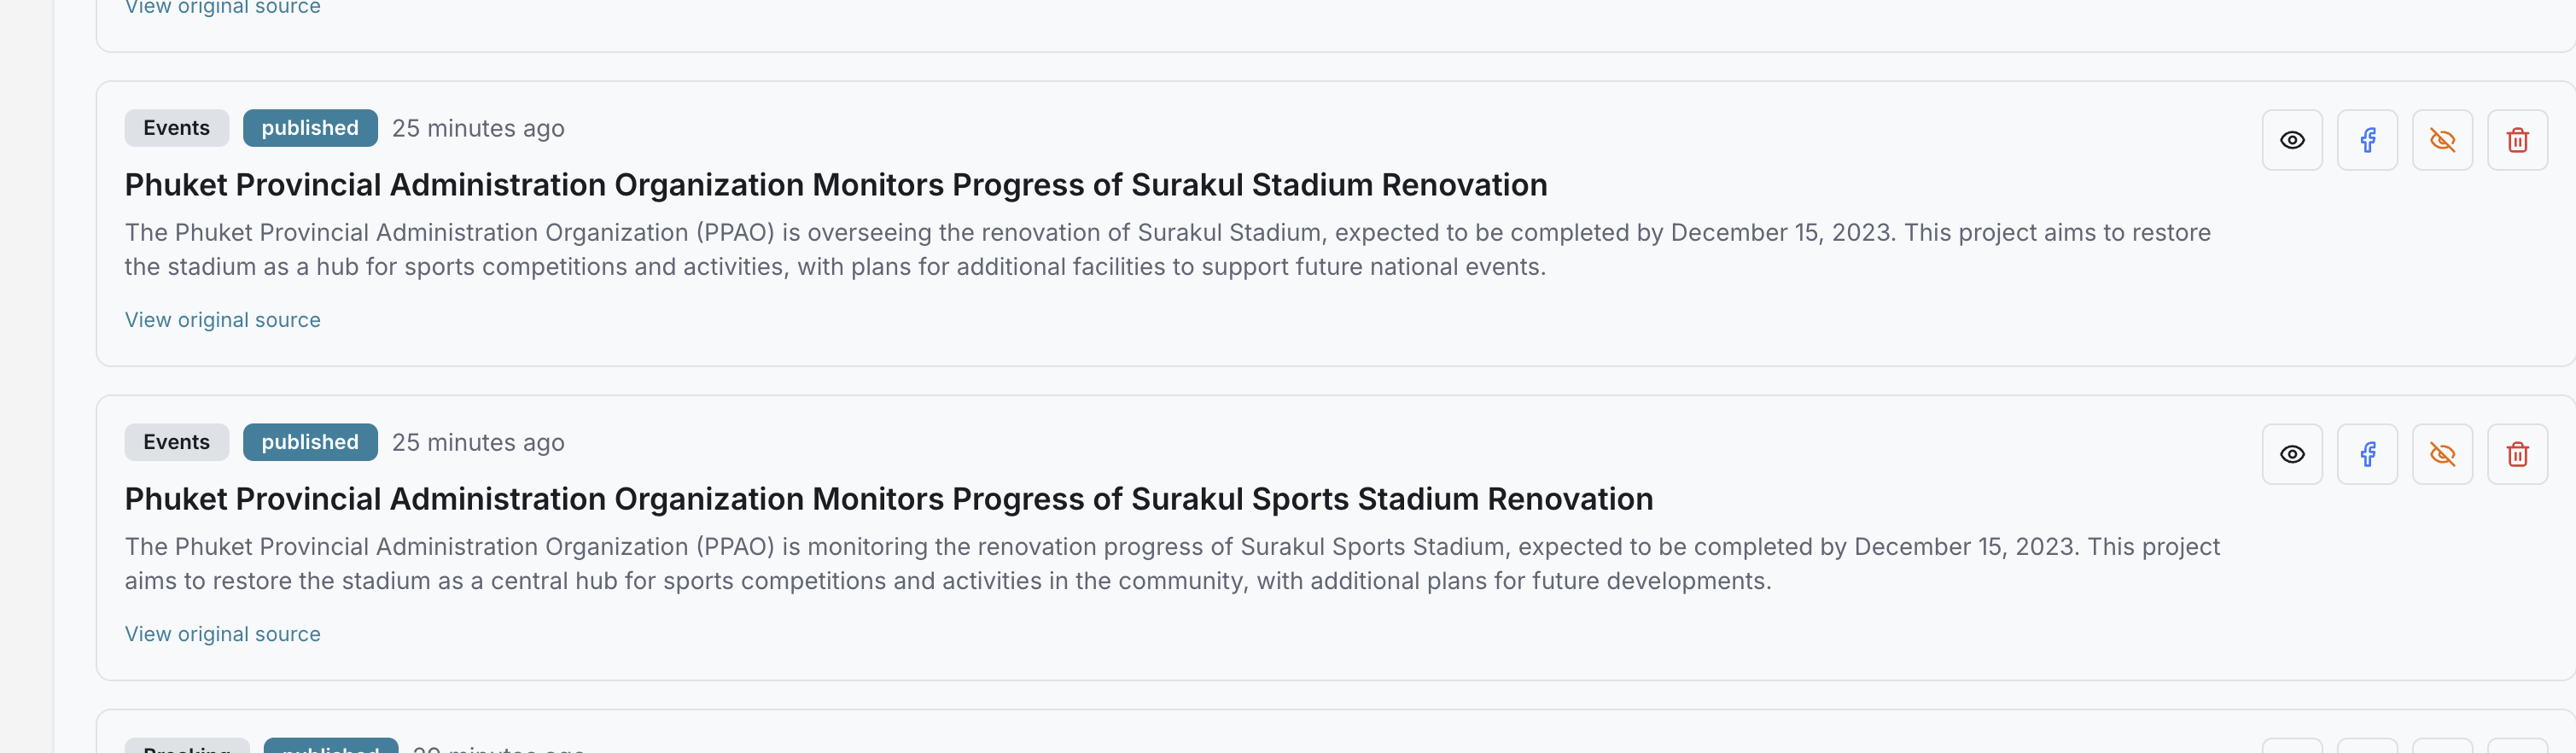 View original source
Events published 25 minutes ago
Phuket Provincial Administration Organization Monitors Progress of Surakul Stadium Renovation
The Phuket Provincial Administration Organization (PPAO) is overseeing the renovation of Surakul Stadium, expected to be completed by December 15, 2023. This project aims to restore
the stadium as a hub for sports competitions and activities, with plans for additional facilities to support future national events.
View original source
Events published 25 minutes ago
Phuket Provincial Administration Organization Monitors Progress of Surakul Sports Stadium Renovation
The Phuket Provincial Administration Organization (PPAO) is monitoring the renovation progress of Surakul Sports Stadium, expected to be completed by December 15, 2023. This project
aims to restore the stadium as a central hub for sports competitions and activities in the community, with additional plans for future developments.
View original source
Breaking published minutes ago